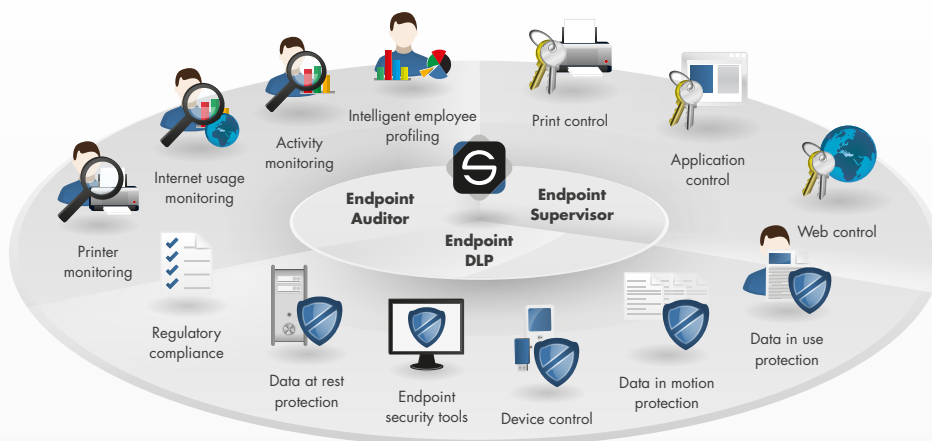 Intelligent employee
profiling
Print control
Activity
monitoring
Application
control
Internet usage
monitoring
Endpoint
Auditor
Endpoint
Supervisor
Endpoint
DLP
Web control
Printer
monitoring
Regulatory
compliance
Data at rest
protection
Endpoint
security tools
Device control
Data in motion
protection
Data in use
protection